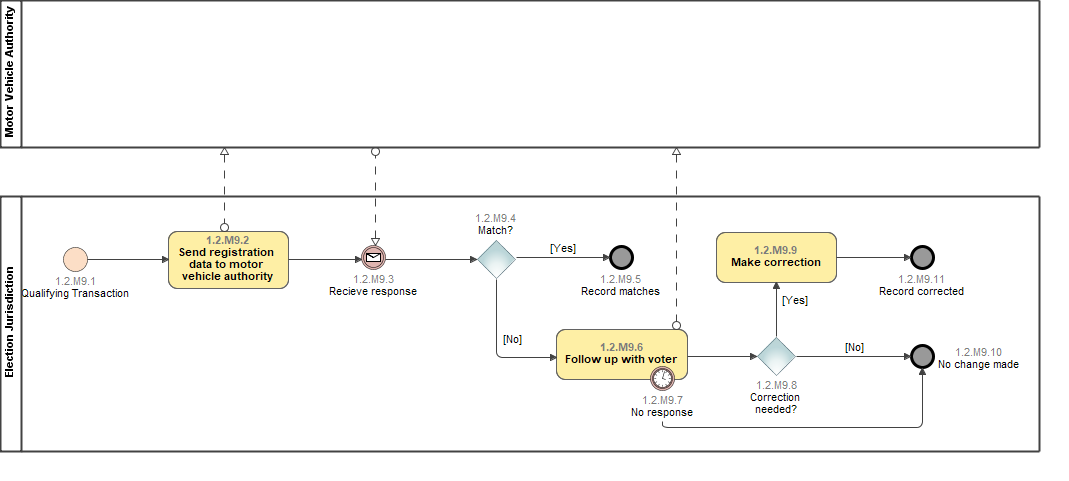 Motor Vehicle Authority
Election Jurisdiction
1.2.M9.1
Qualifying Transaction
1.2.M9.2
Send registration
data to motor
vehicle authority
1.2.M9.3
Recieve response
1.2.M9.4
Match?
[Yes]
1.2.M9.5
Record matches
[No]
1.2.M9.6
Follow up with voter
1.2.M9.7
No response
1.2.M9.8
Correction
needed?
[Yes]
1.2.M9.9
Make correction
1.2.M9.11
Record corrected
[No]
1.2.M9.10
No change made